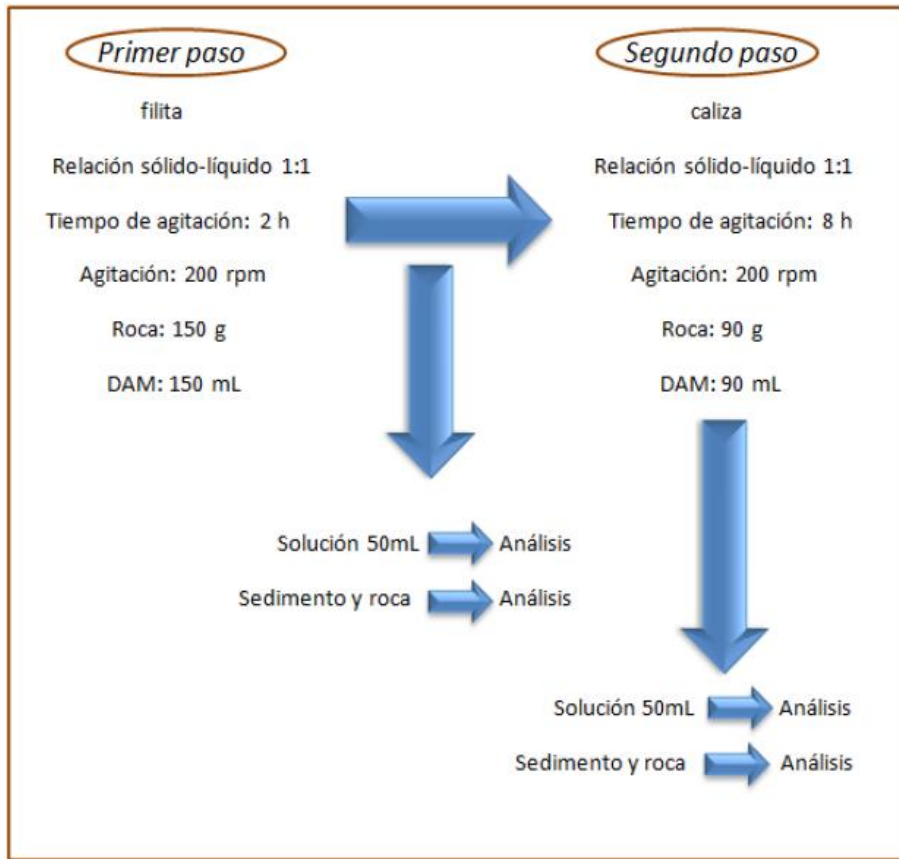 Primer paso
filita
Relación sólido-líquido 1:1
Tiempo de agitación: 2 h
Agitación: 200 rpm
Roca: 150 g
DAM: 150 mL
Segundo paso
caliza
Relación sólido-líquido 1:1
Tiempo de agitación: 8 h
Agitación: 200 rpm
Roca: 90 g
DAM: 90 mL
Solución 50mL Análisis
Sedimento y roca Análisis
Solución 50mL Análisis
Sedimento y roca Análisis